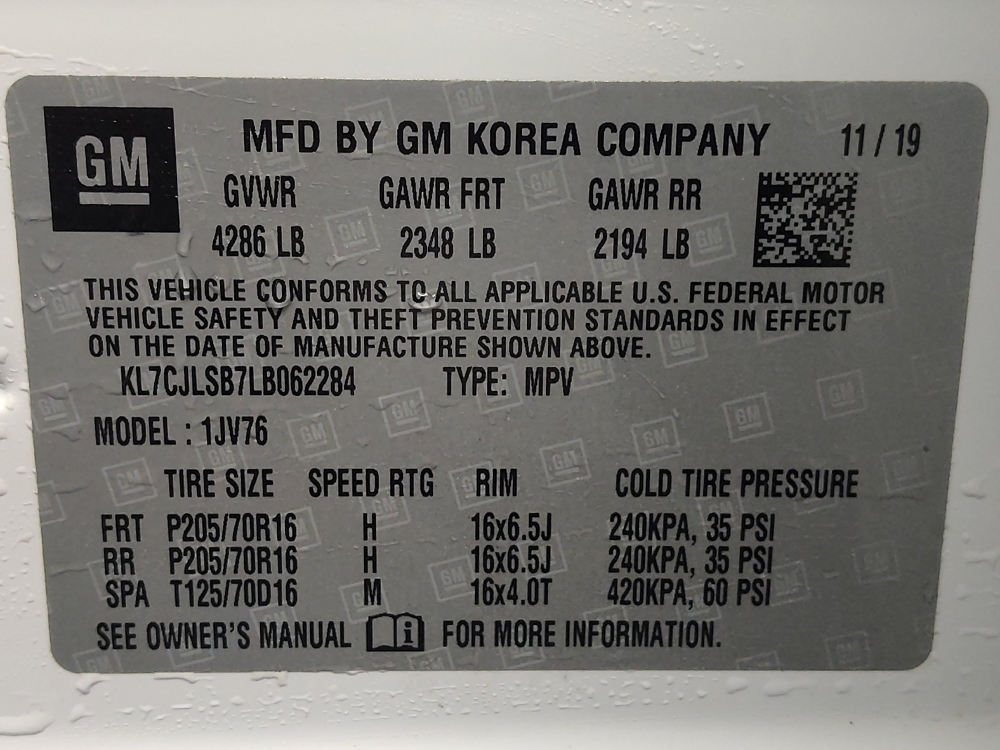 GM
MFD BY GM KOREA COMPANY 11 / 19
GVWR GAWR FRT GAWR RR
4286 LB 2348 LB 2194 LB
THIS VEHICLE CONFORMS TO ALL APPLICABLE U.S. FEDERAL MOTOR
VEHICLE SAFETY AND THEFT PREVENTION STANDARDS IN EFFECT
ON THE DATE OF MANUFACTURE SHOWN ABOVE.
KL7CJLSB7LB062284 TYPE: MPV
MODEL : 1JV76
TIRE SIZE SPEED RTG RIM COLD TIRE PRESSURE
FRT P205/70R16 H 16x6.5J 240KPA, 35 PSI
RR P205/70R16 H 16x6.5J 240KPA, 35 PSI
SPA T125/70D16 M 16x4.0T 420KPA, 60 PSI
SEE OWNER'S MANUAL i FOR MORE INFORMATION.